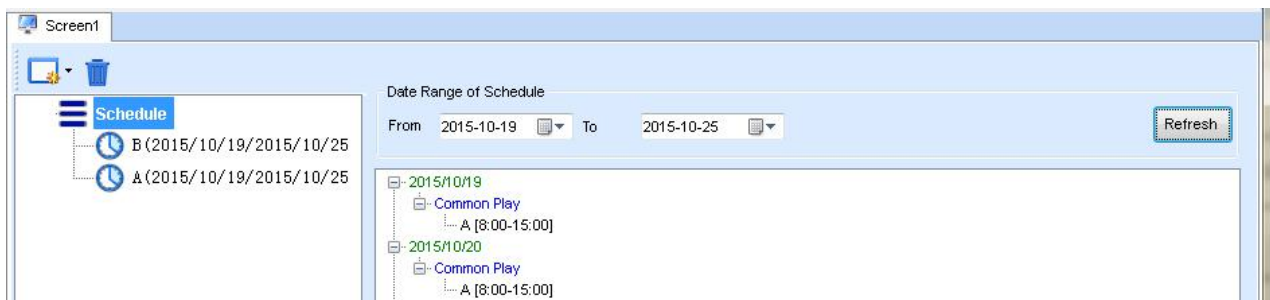 Screen1
Schedule
B(2015/10/19/2015/10/25
A(2015/10/19/2015/10/25
Date Range of Schedule
From 2015-10-19 To 2015-10-25 Refresh
2015/10/19
Common Play
A [8:00-15:00]
2015/10/20
Common Play
A [8:00-15:00]